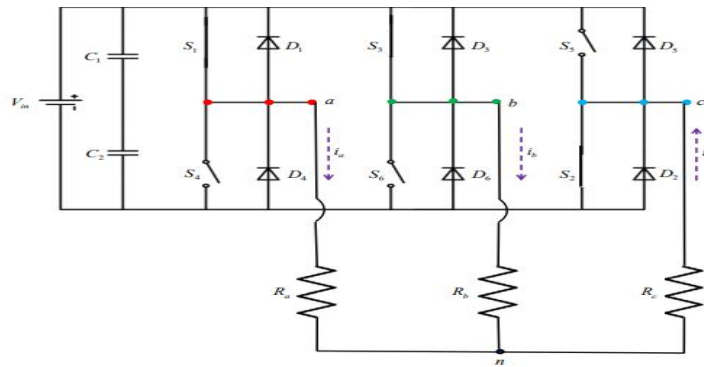 S1 D1 S3 D3 S5 D5
C1
Vin + -
a b c
C2
ia ib i
S4 D4 S6 D6 S2 D2
Ra Rb Rc
n